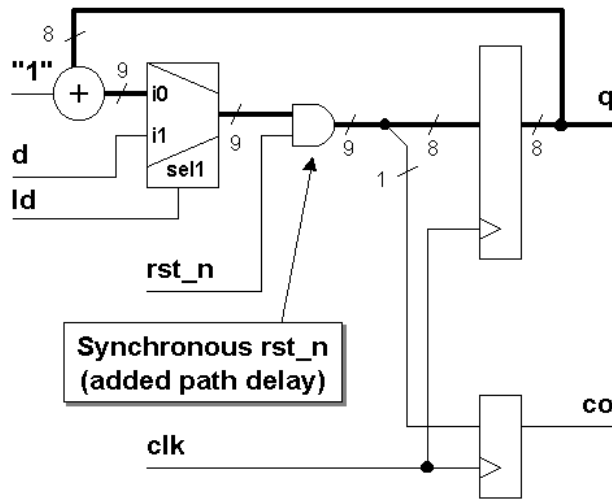 8
"1"
+
9
i0
q
i1
9
9
8
8
d
sel1
1
ld
rst_n
Synchronous rst_n
(added path delay)
co
clk